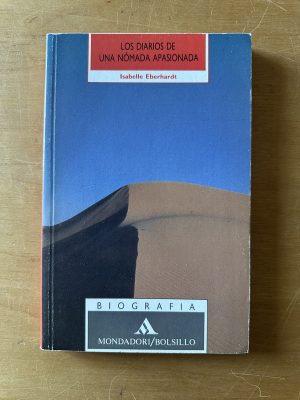 LOS DIARIOS DE
UNA NÓMADA APASIONADA
Isabelle Eberhardt
BIOGRAFIA
MONDADORI/BOLSILLO